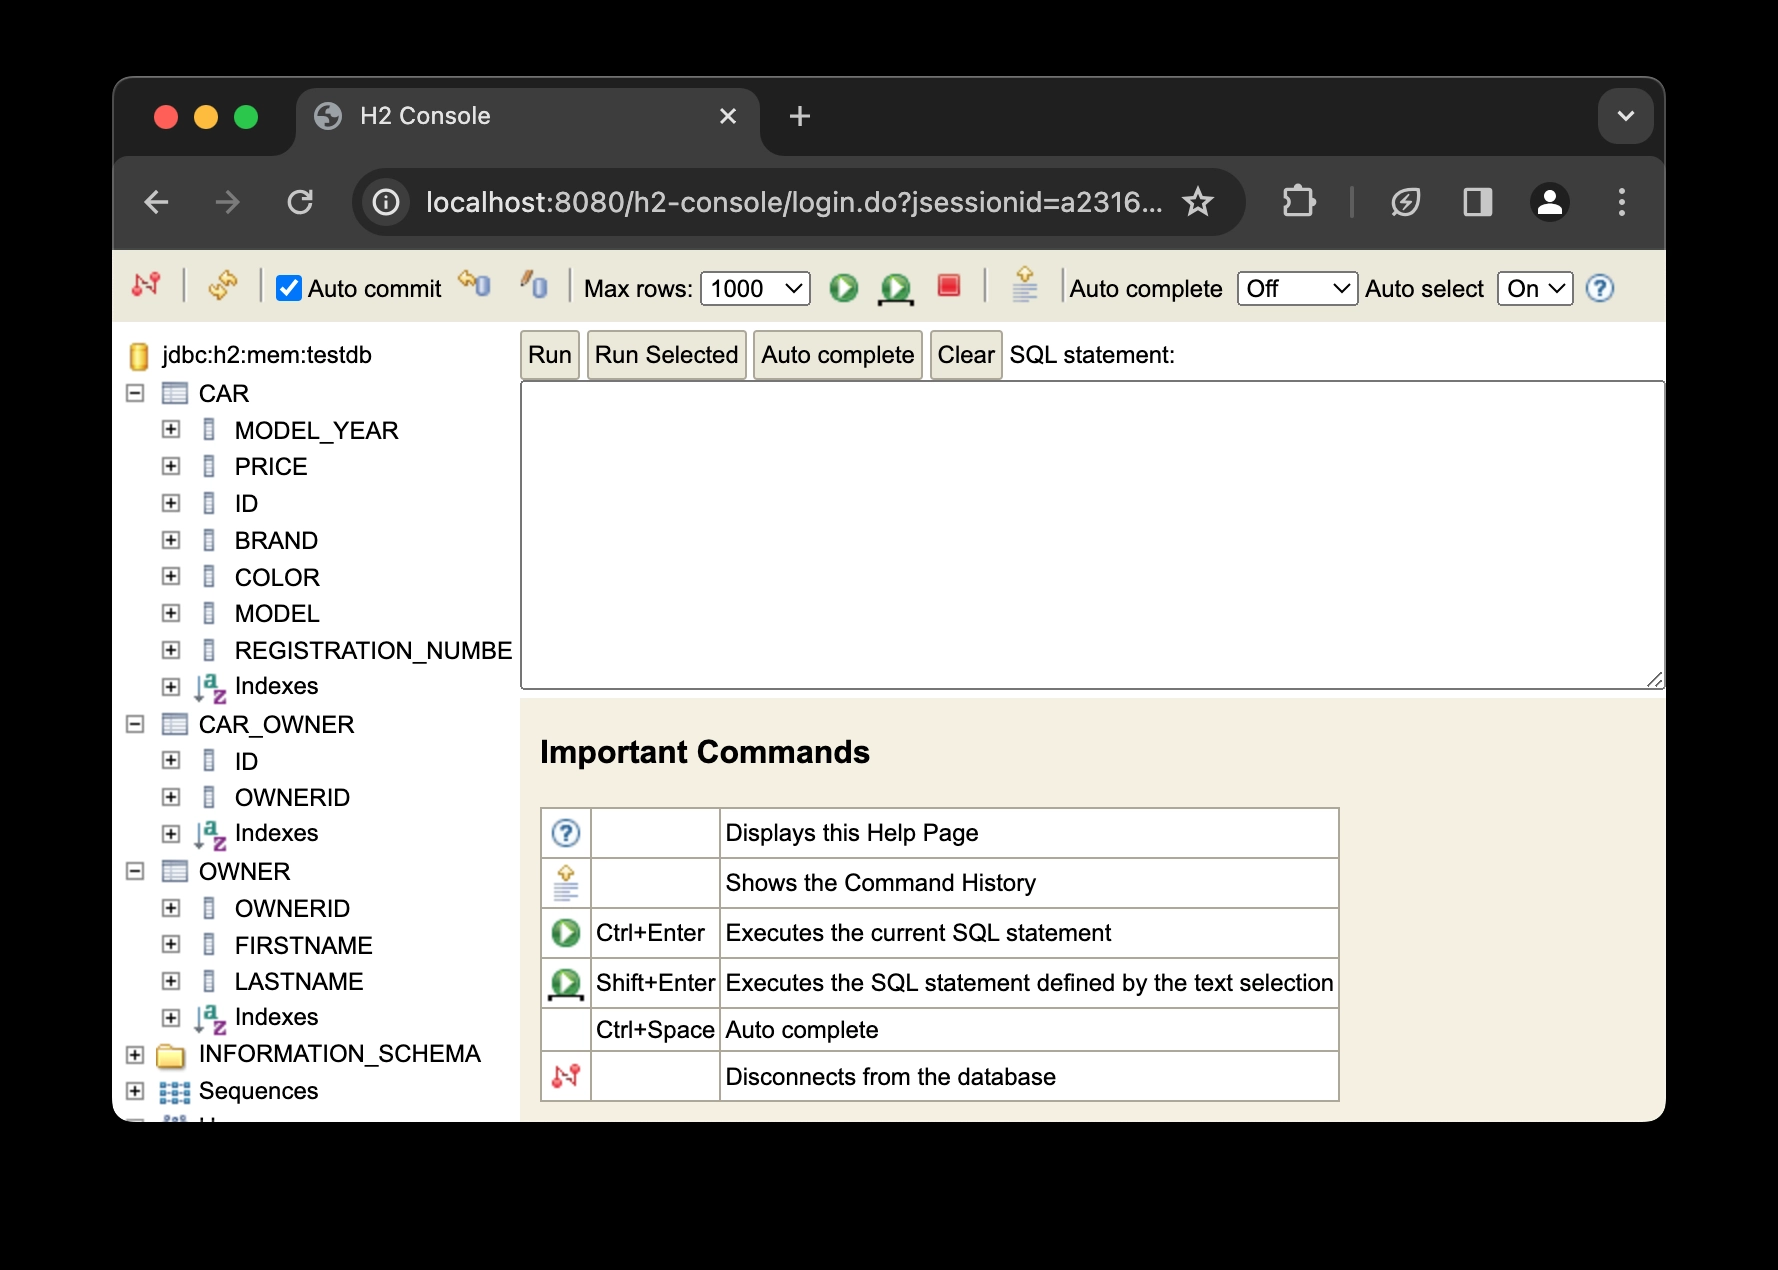 H2 Console
localhost:8080/h2-console/login.do?jsessionid=a2316...
Auto commit
Max rows: 1000
Auto complete Off
Auto select On
jdbc:h2:mem:testdb
CAR
MODEL_YEAR
PRICE
ID
BRAND
COLOR
MODEL
REGISTRATION_NUMBE
Indexes
CAR_OWNER
ID
OWNERID
Indexes
OWNER
OWNERID
FIRSTNAME
LASTNAME
Indexes
INFORMATION_SCHEMA
Sequences
Run Run Selected Auto complete Clear SQL statement:
Important Commands
Displays this Help Page
Shows the Command History
Ctrl+Enter Executes the current SQL statement
Shift+Enter Executes the SQL statement defined by the text selection
Ctrl+Space Auto complete
Disconnects from the database